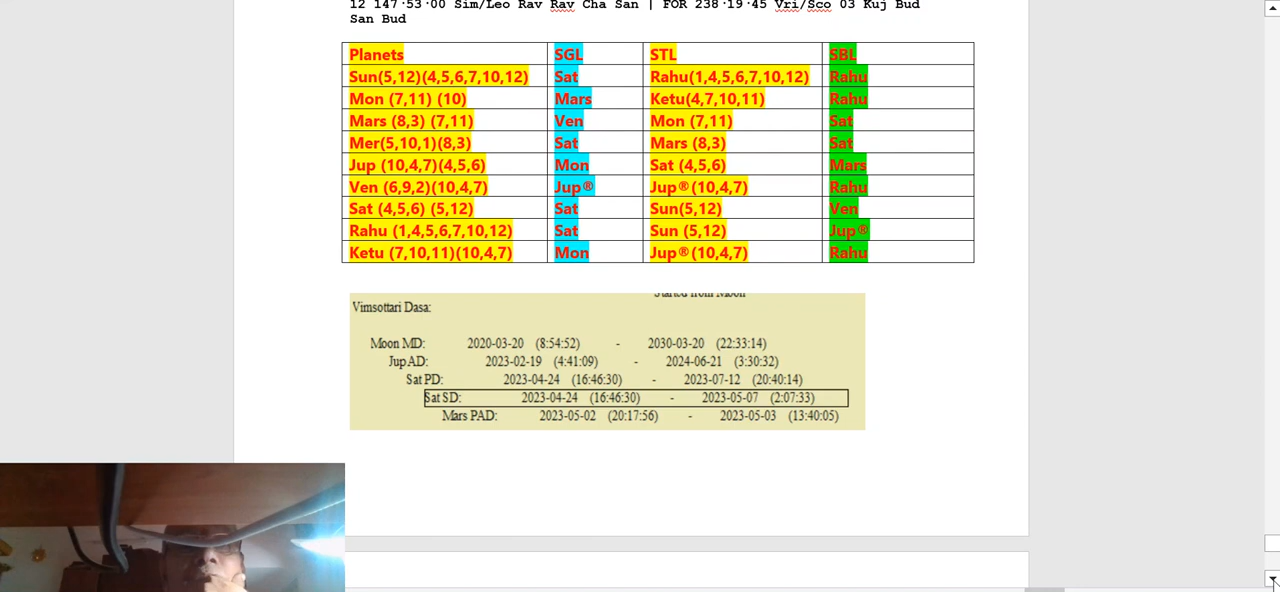 12 147·53·00 Sim/Leo Rav Rav Cha San | FOR 238·19·45 Vri/Sco 03 Kuj Bud
San Bud
Planets SGL STL SBL
Sun(5,12)(4,5,6,7,10,12) Sat Rahu(1,4,5,6,7,10,12) Rahu
Mon (7,11) (10) Mars Ketu(4,7,10,11) Rahu
Mars (8,3) (7,11) Ven Mon (7,11) Sat
Mer(5,10,1)(8,3) Sat Mars (8,3) Sat
Jup (10,4,7)(4,5,6) Mon Sat (4,5,6) Mars
Ven (6,9,2)(10,4,7) Jup® Jup®(10,4,7) Rahu
Sat (4,5,6) (5,12) Sat Sun(5,12) Ven
Rahu (1,4,5,6,7,10,12) Sat Sun (5,12) Jup®
Ketu (7,10,11)(10,4,7) Mon Jup®(10,4,7) Rahu
Started from Moon
Vimsottari Dasa:
Moon MD: 2020-03-20 (8:54:52) - 2030-03-20 (22:33:14)
Jup AD: 2023-02-19 (4:41:09) - 2024-06-21 (3:30:32)
Sat PD: 2023-04-24 (16:46:30) - 2023-07-12 (20:40:14)
Sat SD: 2023-04-24 (16:46:30) - 2023-05-07 (2:07:33)
Mars PAD: 2023-05-02 (20:17:56) - 2023-05-03 (13:40:05)